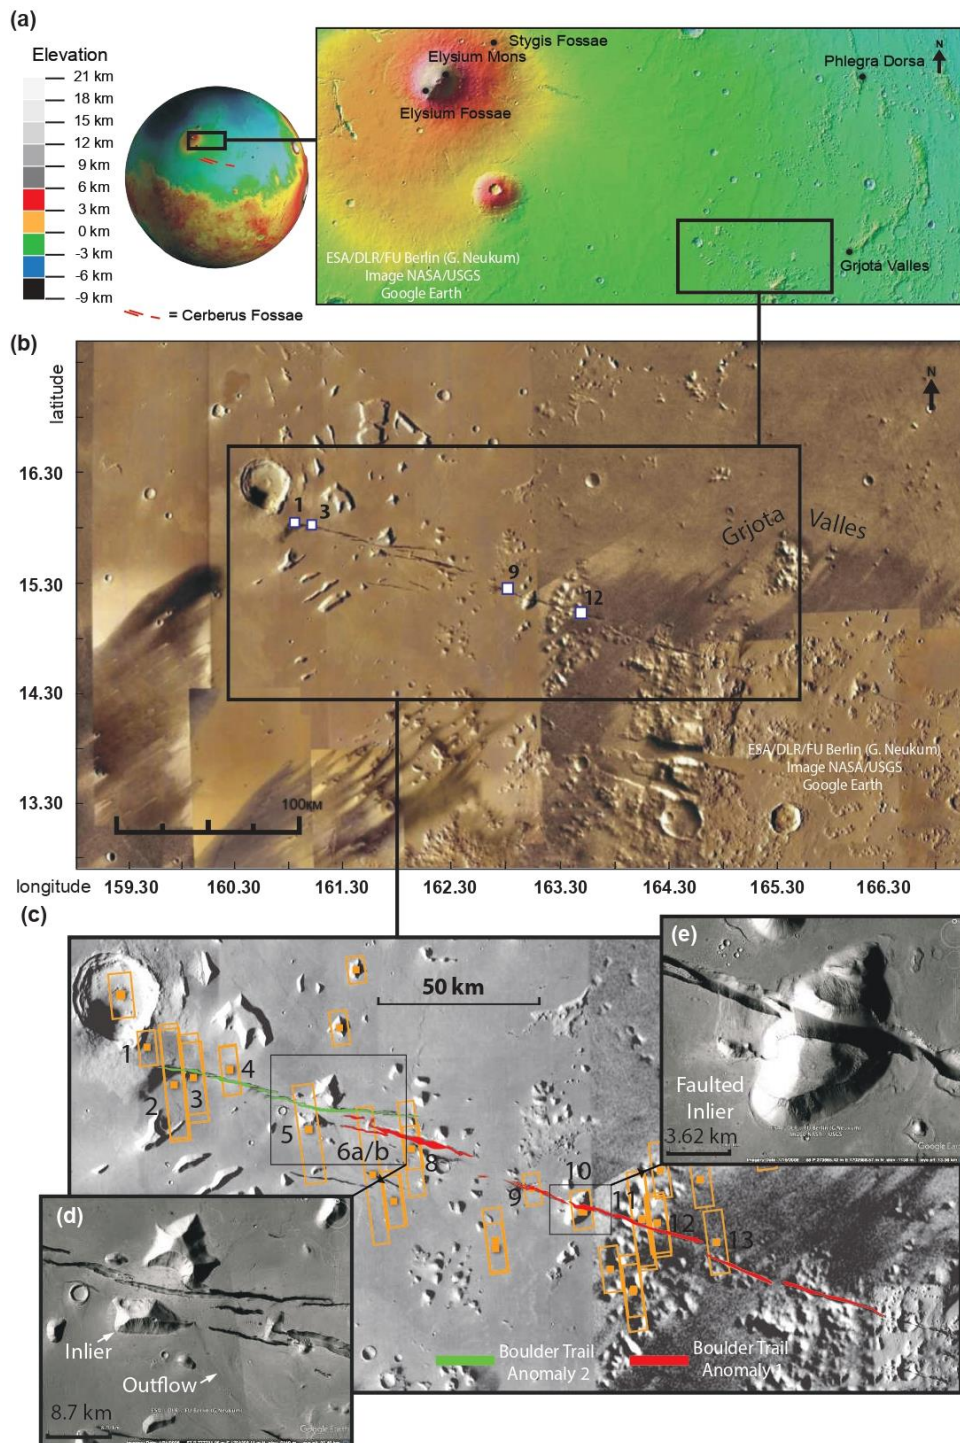 (a)
Elevation
21 km
18 km
15 km
12 km
9 km
6 km
3 km
0 km
-3 km
-6 km
-9 km
= Cerberus Fossae
Stygis Fossae
Elysium Mons
Elysium Fossae
Phlegra Dorsa
N
Grjotá Valles
ESA/DLR/FU Berlin (G. Neukum)
Image NASA/USGS
Google Earth
(b)
latitude
16.30
15.30
14.30
13.30
N
1
3
9
12
Grjota Valles
ESA/DLR/FU Berlin (G. Neukum)
Image NASA/USGS
Google Earth
100км
longitude
159.30
160.30
161.30
162.30
163.30
164.30
165.30
166.30
(c)
50 km
1
2
3
4
5
6a/b
8
9
10
11
12
13
Boulder Trail
Anomaly 2
Boulder Trail
Anomaly 1
(d)
Inlier
Outflow
8.7 km
(e)
Faulted
Inlier
3.62 km